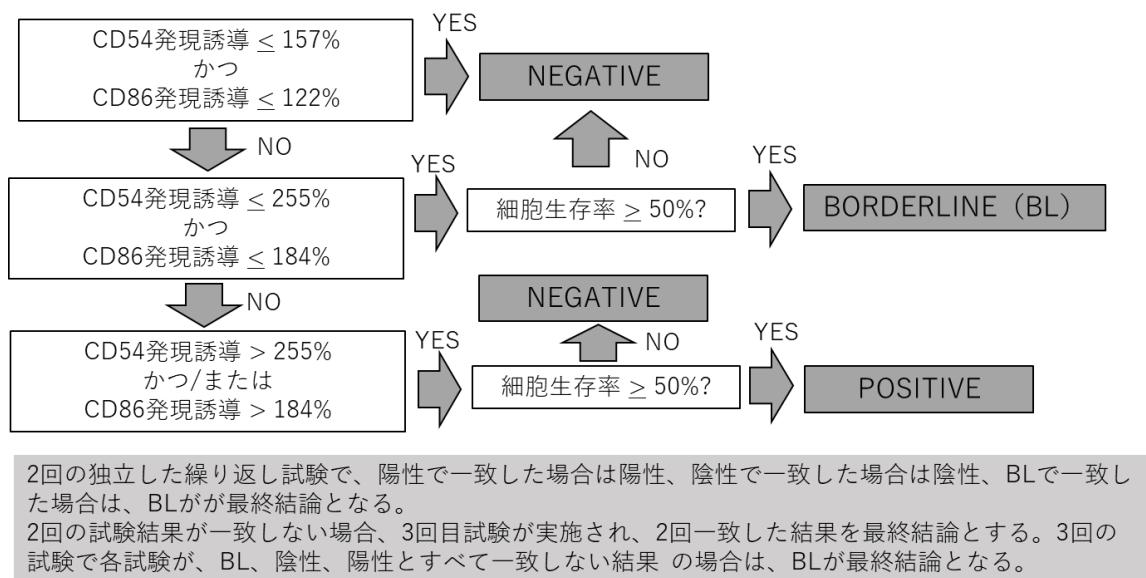 CD54発現誘導 ≤ 157%
かつ
CD86発現誘導 ≤ 122%
YES
NEGATIVE
NO
NO
CD54発現誘導 ≤ 255%
かつ
CD86発現誘導 ≤ 184%
YES
細胞生存率 ≥ 50%?
YES
BORDERLINE（BL）
NO
NEGATIVE
CD54発現誘導 > 255%
かつ/または
CD86発現誘導 > 184%
YES
NO
細胞生存率 ≥ 50%?
YES
POSITIVE
2回の独立した繰り返し試験で、陽性で一致した場合は陽性、陰性で一致した場合は陰性、BLで一致し
た場合は、BLがが最終結論となる。
2回の試験結果が一致しない場合、3回目試験が実施され、2回一致した結果を最終結論とする。3回の
試験で各試験が、BL、陰性、陽性とすべて一致しない結果 の場合は、BLが最終結論となる。